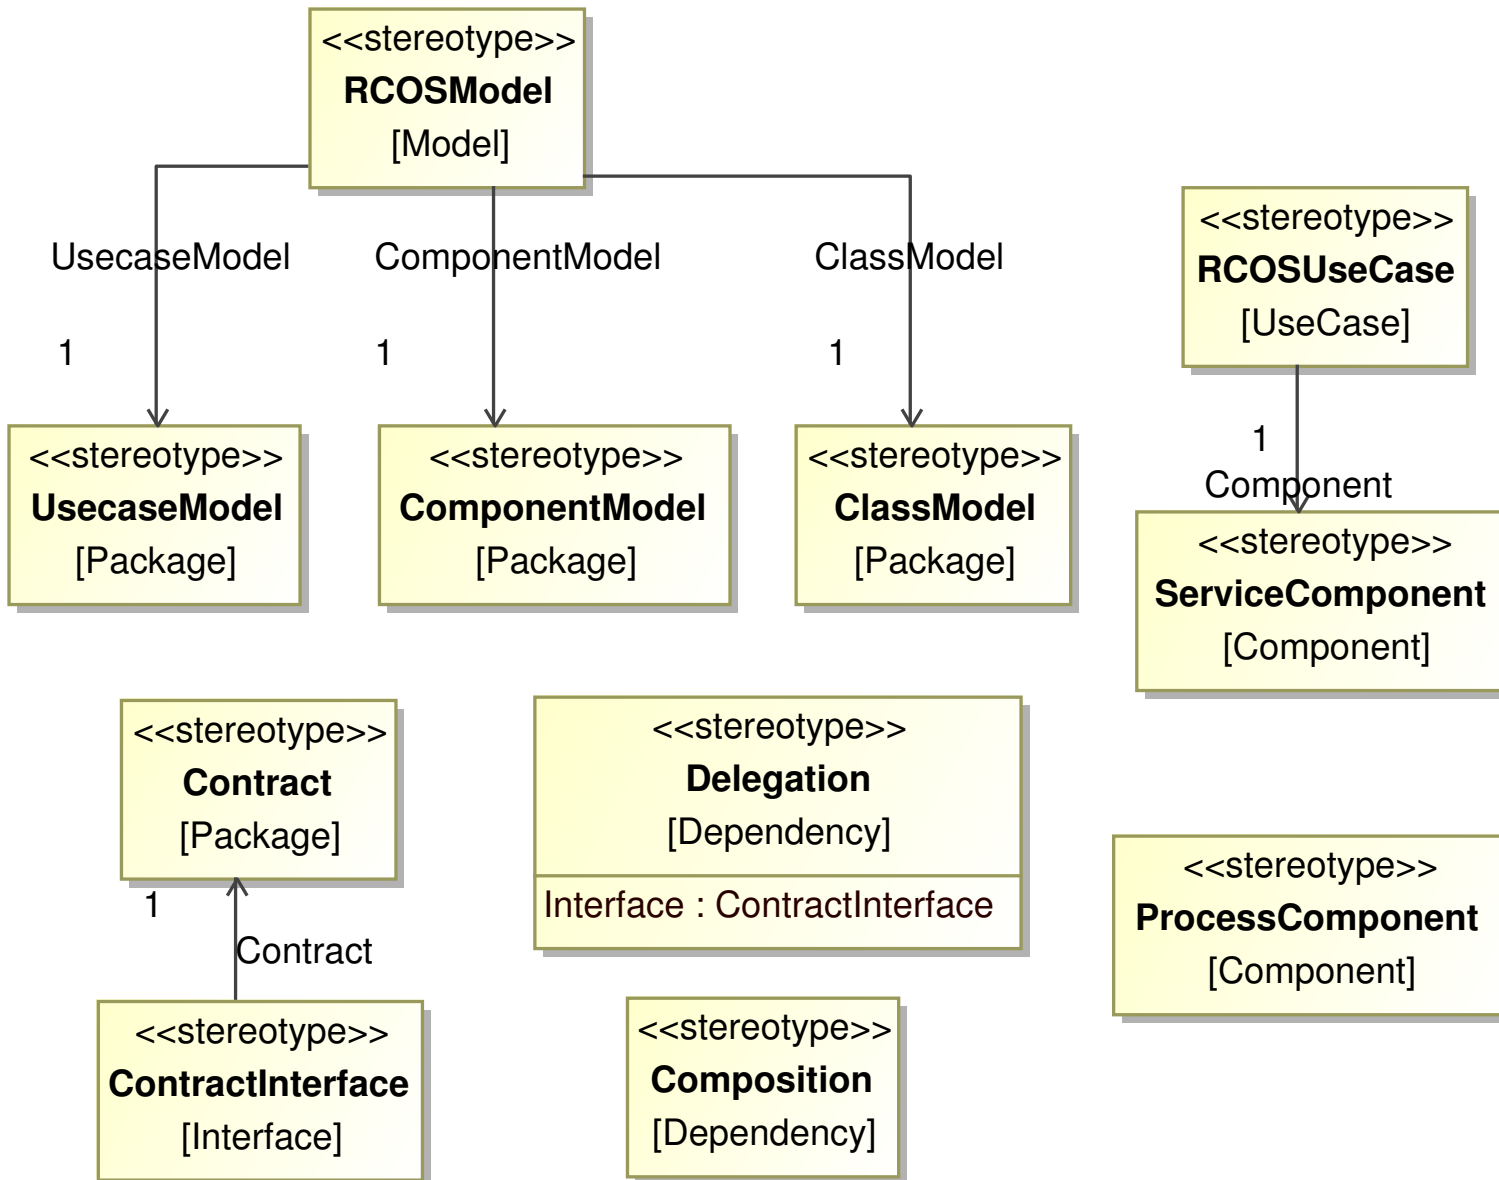 <<stereotype>>
RCOSModel
[Model]
UsecaseModel
ComponentModel
ClassModel
1
1
1
<<stereotype>>
RCOSUseCase
[UseCase]
1
Component
<<stereotype>>
UsecaseModel
[Package]
<<stereotype>>
ComponentModel
[Package]
<<stereotype>>
ClassModel
[Package]
<<stereotype>>
ServiceComponent
[Component]
<<stereotype>>
Contract
[Package]
1
Contract
<<stereotype>>
ContractInterface
[Interface]
<<stereotype>>
Delegation
[Dependency]
Interface : ContractInterface
<<stereotype>>
Composition
[Dependency]
<<stereotype>>
ProcessComponent
[Component]